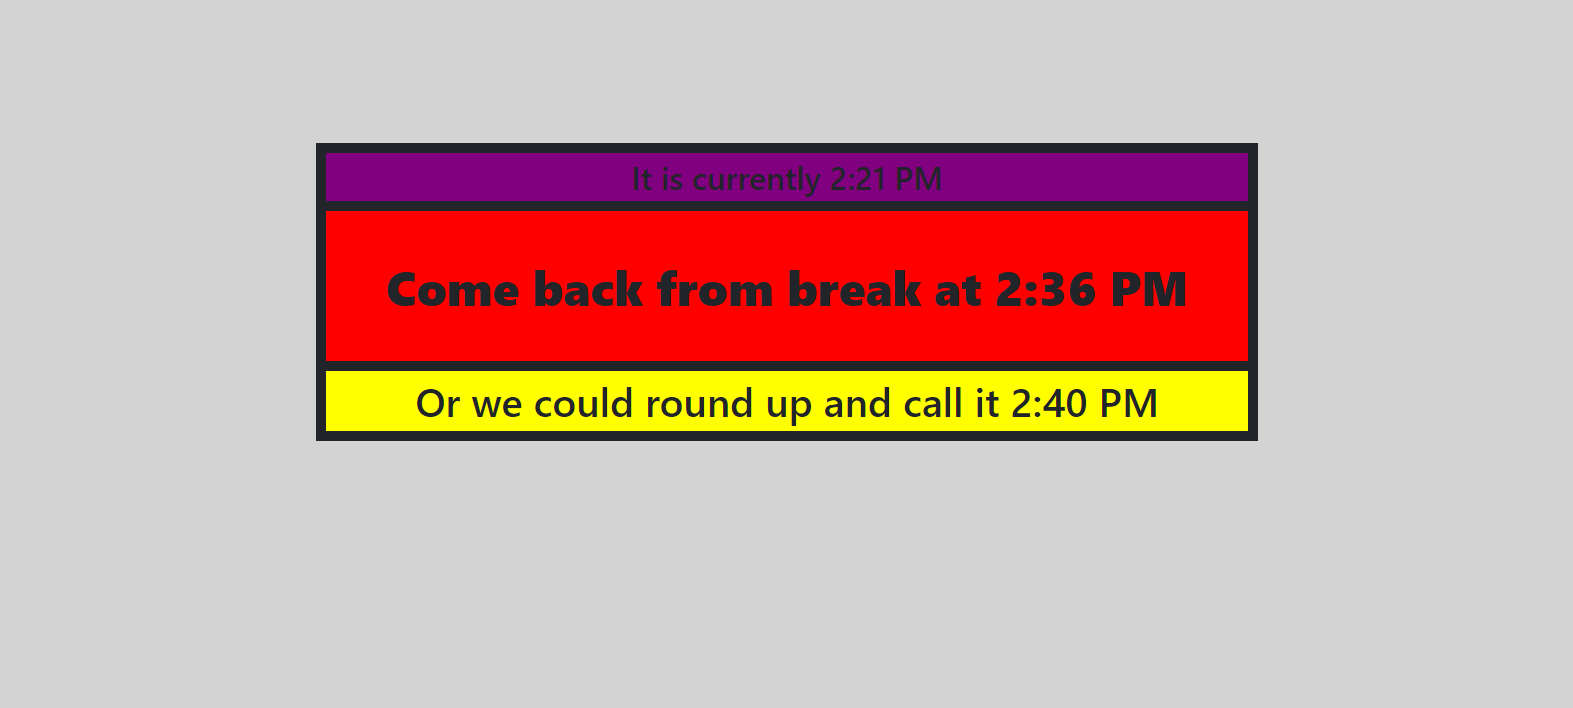 It is currently 2:21 PM
Come back from break at 2:36 PM
Or we could round up and call it 2:40 PM